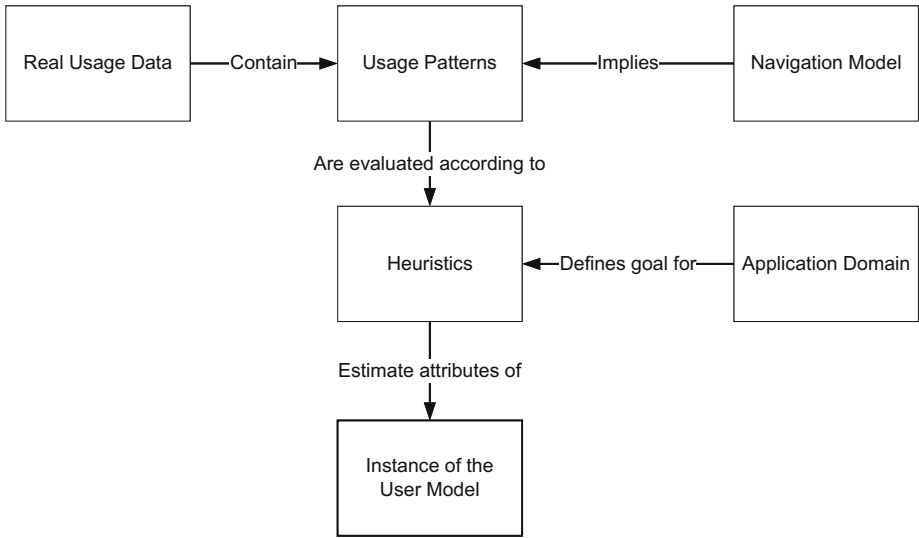 Real Usage Data
Contain
Usage Patterns
Implies
Navigation Model
Are evaluated according to
Heuristics
Defines goal for
Application Domain
Estimate attributes of
Instance of the
User Model